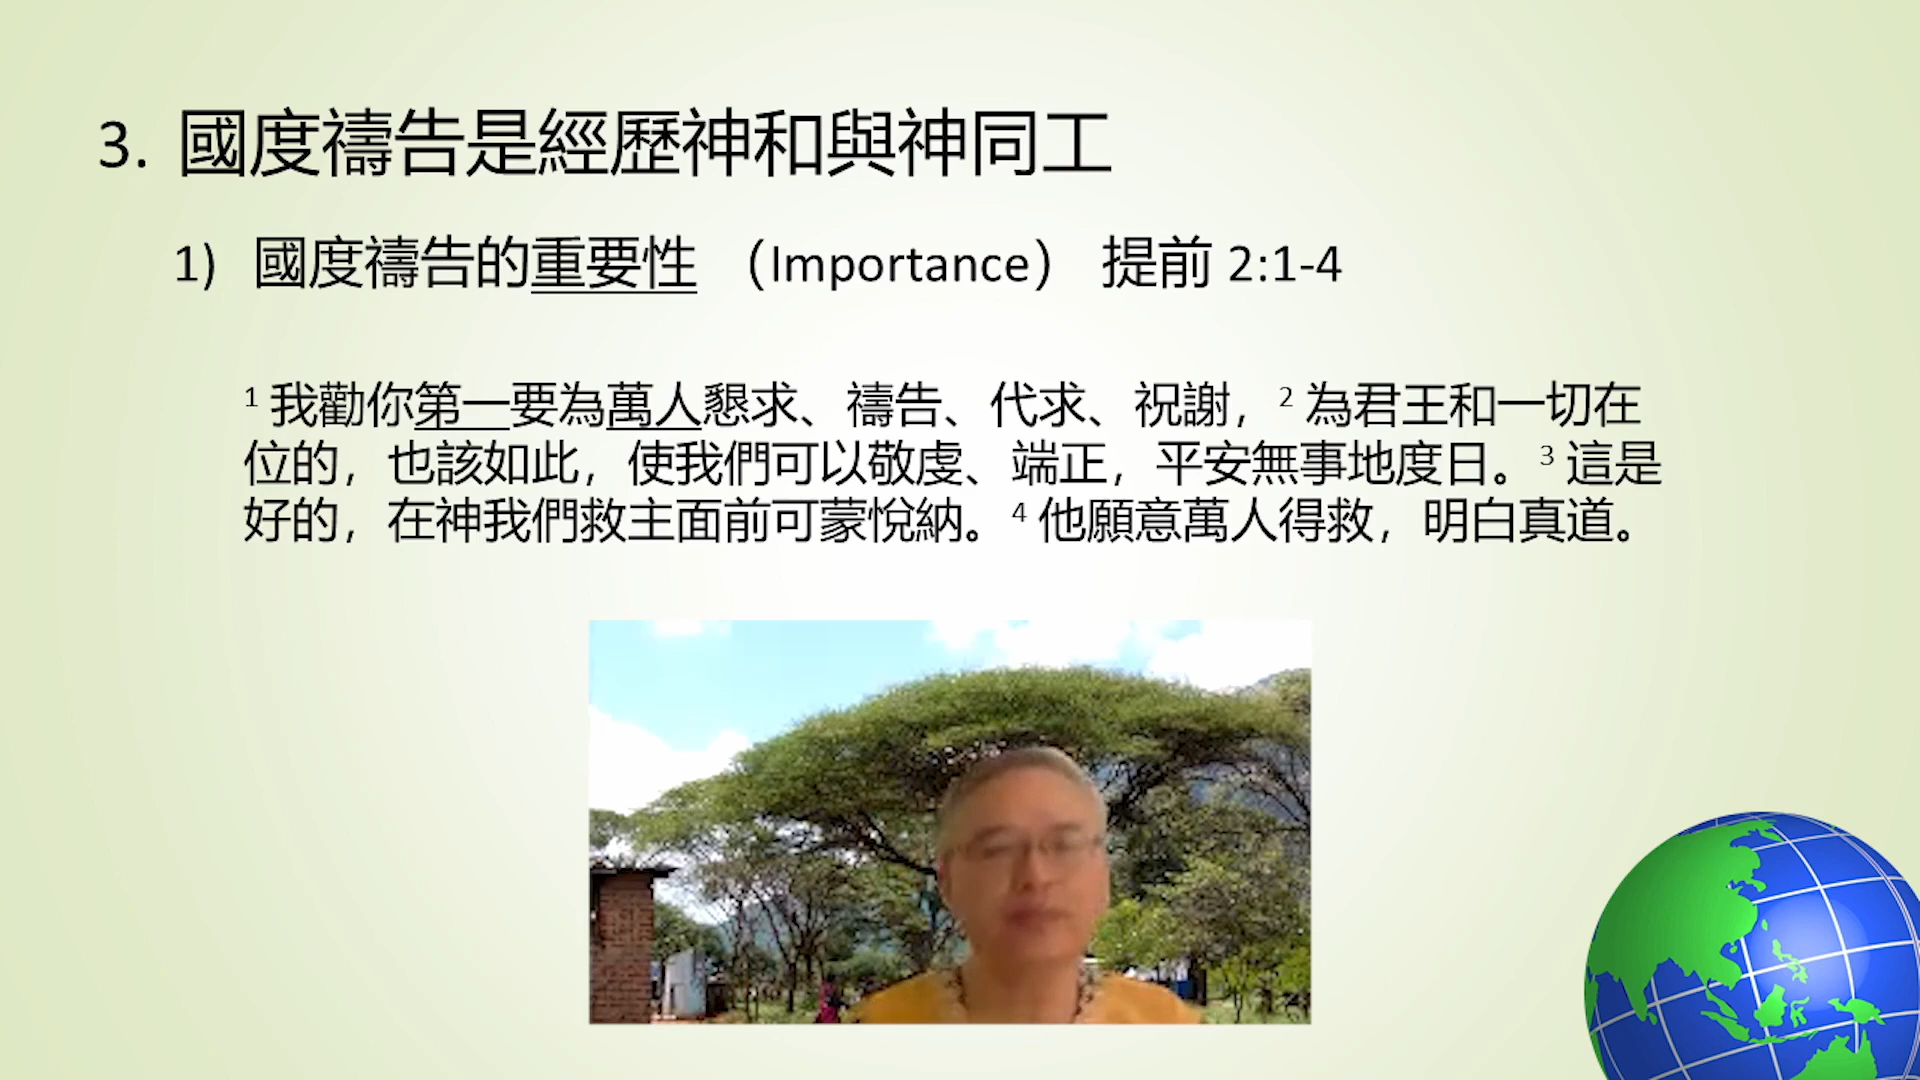 3. 國度禱告是經歷神和與神同工
1) 國度禱告的重要性 （Importance） 提前 2:1-4
1 我勸你第一要為萬人懇求、禱告、代求、祝謝，2 為君王和一切在
位的，也該如此，使我們可以敬虔、端正，平安無事地度日。3 這是
好的，在神我們救主面前可蒙悅納。4 他願意萬人得救，明白真道。